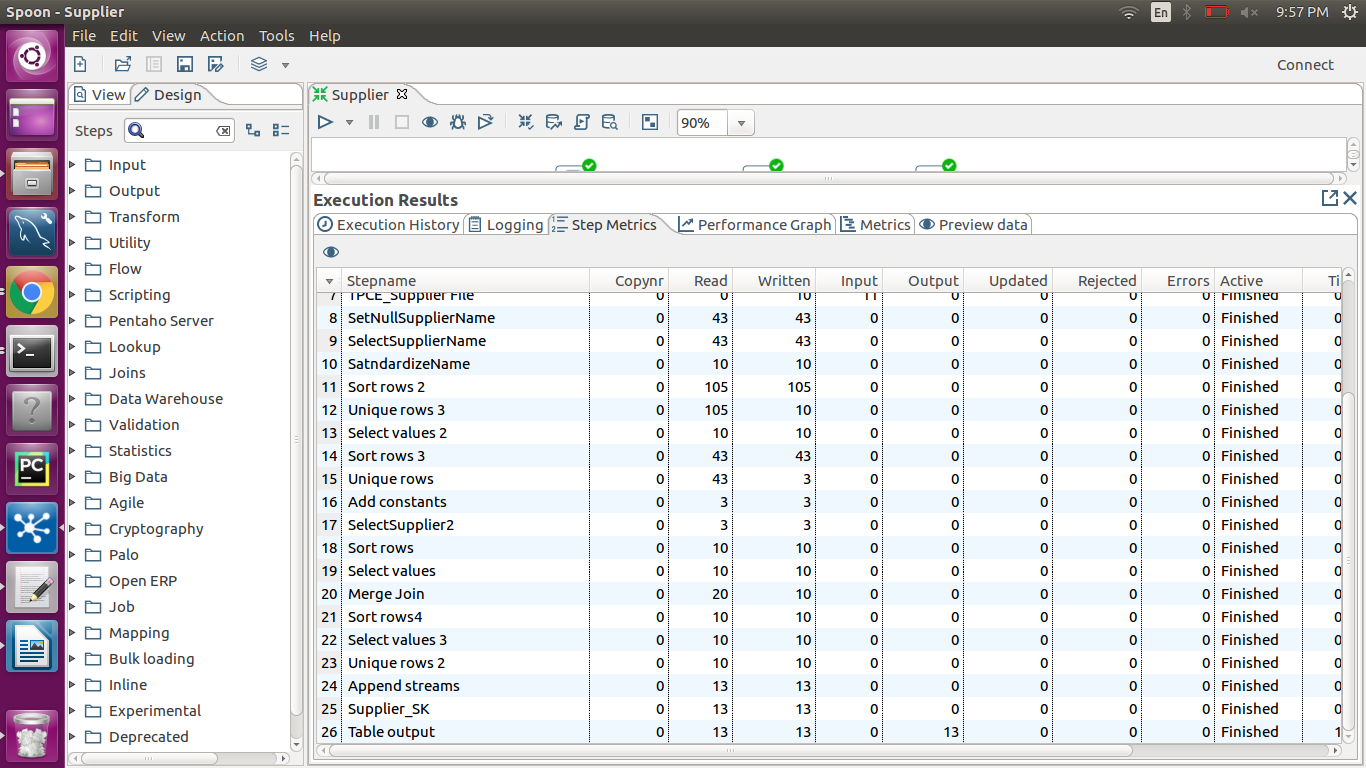 Spoon - Supplier
En
9:57 PM
File Edit View Action Tools Help
Connect
View
Design
Supplier
Steps
90%
Input
Output
Transform
Utility
Flow
Scripting
Pentaho Server
Lookup
Joins
Data Warehouse
Validation
Statistics
Big Data
Agile
Cryptography
Palo
Open ERP
Job
Mapping
Bulk loading
Inline
Experimental
Deprecated
PC
Execution Results
Execution History Logging Step Metrics Performance Graph Metrics Preview data
Stepname Copynr Read Written Input Output Updated Rejected Errors Active Ti
7 TPCE_Supplier File 0 0 10 11 0 0 0 0 Finished 0
8 SetNullSupplierName 0 43 43 0 0 0 0 0 Finished 0
9 SelectSupplierName 0 43 43 0 0 0 0 0 Finished 0
10 SatndardizeName 0 10 10 0 0 0 0 0 Finished 0
11 Sort rows 2 0 105 105 0 0 0 0 0 Finished 0
12 Unique rows 3 0 105 10 0 0 0 0 0 Finished 0
13 Select values 2 0 10 10 0 0 0 0 0 Finished 0
14 Sort rows 3 0 43 43 0 0 0 0 0 Finished 0
15 Unique rows 0 43 3 0 0 0 0 0 Finished 0
16 Add constants 0 3 3 0 0 0 0 0 Finished 0
17 SelectSupplier2 0 3 3 0 0 0 0 0 Finished 0
18 Sort rows 0 10 10 0 0 0 0 0 Finished 0
19 Select values 0 10 10 0 0 0 0 0 Finished 0
20 Merge Join 0 20 10 0 0 0 0 0 Finished 0
21 Sort rows4 0 10 10 0 0 0 0 0 Finished 0
22 Select values 3 0 10 10 0 0 0 0 0 Finished 0
23 Unique rows 2 0 10 10 0 0 0 0 0 Finished 0
24 Append streams 0 13 13 0 0 0 0 0 Finished 0
25 Supplier_SK 0 13 13 0 0 0 0 0 Finished 0
26 Table output 0 13 13 0 13 0 0 0 Finished 1